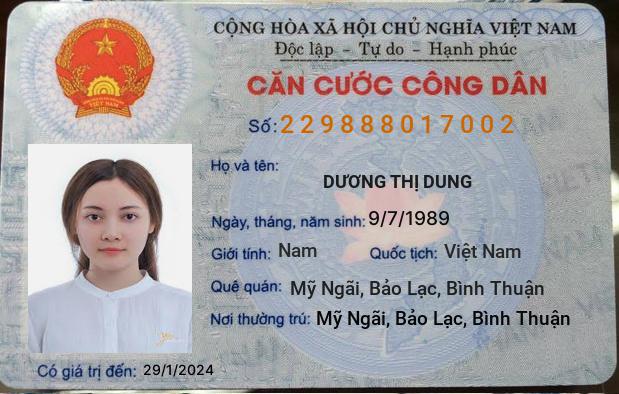 CỘNG HÒA XÃ HỘI CHỦ NGHĨA VIỆT NAM
Độc lập - Tự do - Hạnh phúc
CĂN CƯỚC CÔNG DÂN
Số: 229888017002
Họ và tên:
DƯƠNG THỊ DUNG
Ngày, tháng, năm sinh: 9/7/1989
Giới tính: Nam Quốc tịch: Việt Nam
Quê quán: Mỹ Ngãi, Bảo Lạc, Bình Thuận
Nơi thường trú: Mỹ Ngãi, Bảo Lạc, Bình Thuận
Có giá trị đến: 29/1/2024